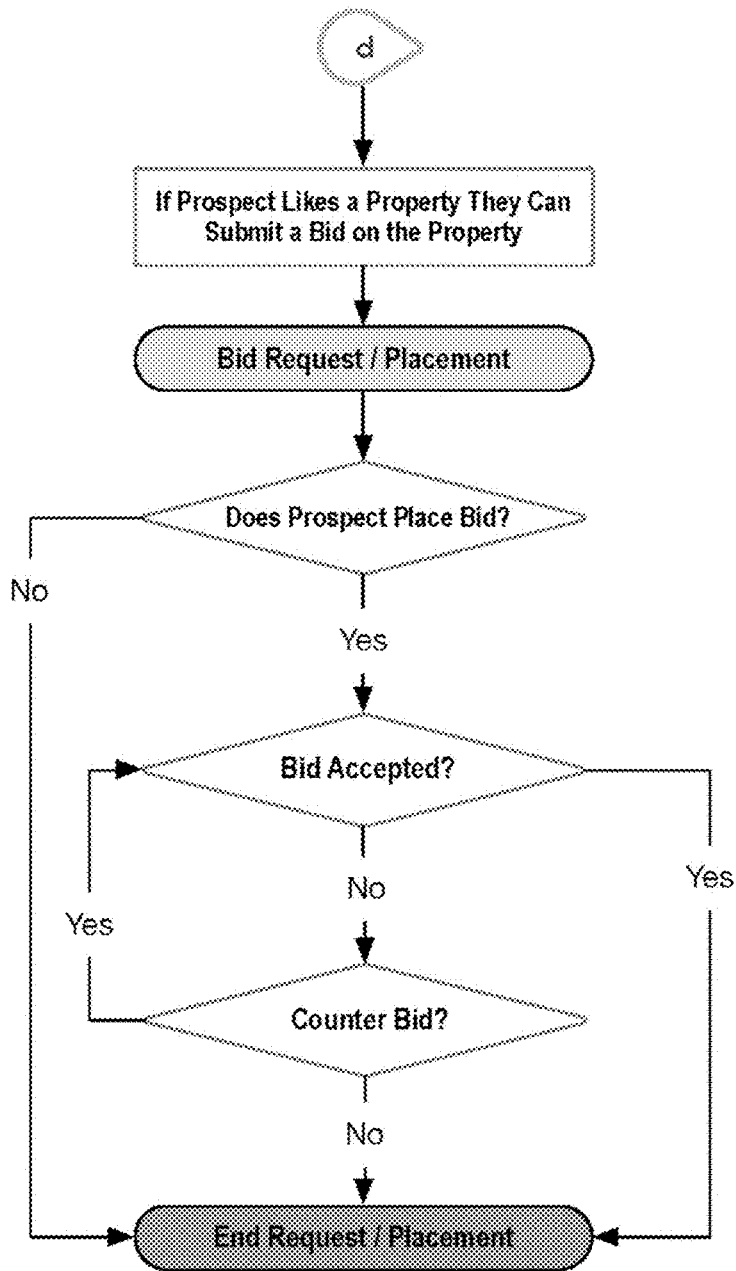 d
If Prospect Likes a Property They Can
Submit a Bid on the Property
Bid Request / Placement
Does Prospect Place Bid?
No
Yes
Bid Accepted?
No
Yes
Yes
Counter Bid?
No
End Request / Placement